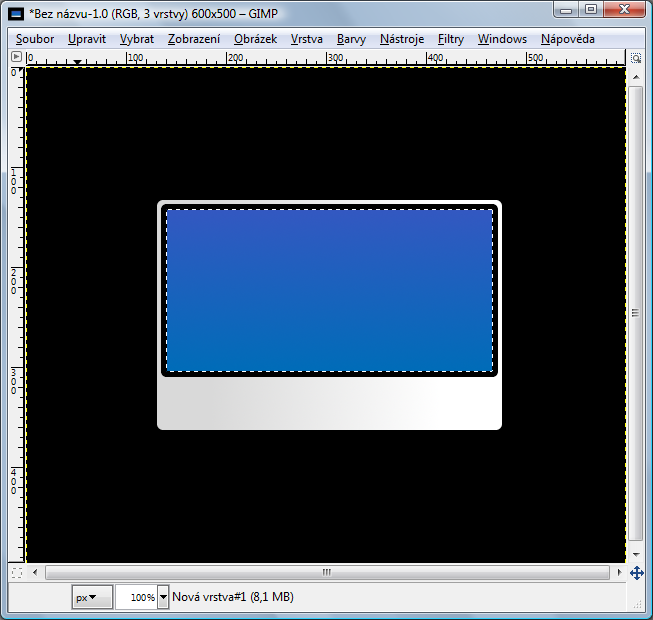 *Bez názvu-1.0 (RGB, 3 vrstvy) 600x500 – GIMP
Soubor Upravit Vybrat Zobrazení Obrázek Vrstva Barvy Nástroje Filtry Windows Nápověda
0 100 200 300 400 500
0
100
200
300
400
px 100% Nová vrstva#1 (8,1 MB)